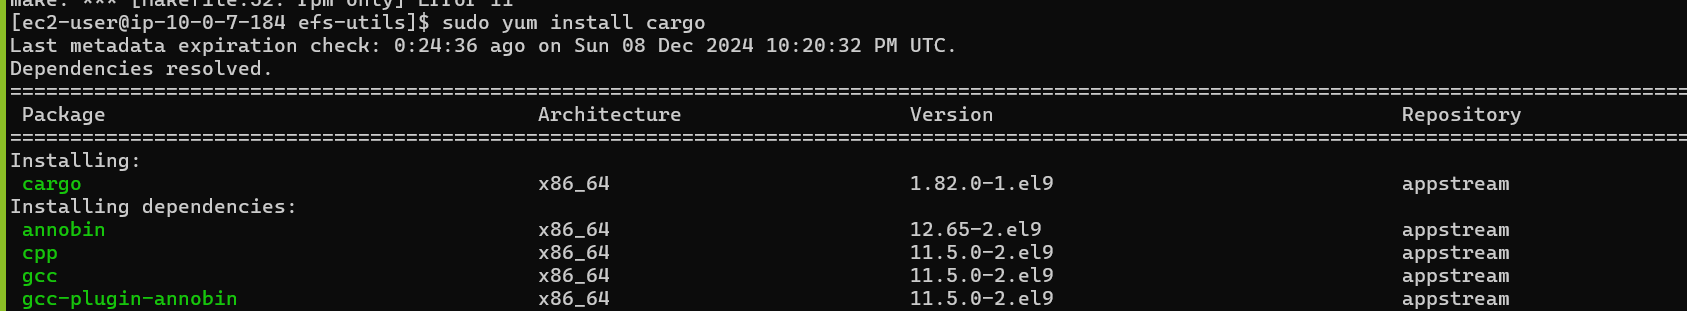 make: *** [Makefile:52: rpm-only] Error 11
[ec2-user@ip-10-0-7-184 efs-utils]$ sudo yum install cargo
Last metadata expiration check: 0:24:36 ago on Sun 08 Dec 2024 10:20:32 PM UTC.
Dependencies resolved.
Package Architecture Version Repository
Installing:
cargo x86_64 1.82.0-1.el9 appstream
Installing dependencies:
annobin x86_64 12.65-2.el9 appstream
cpp x86_64 11.5.0-2.el9 appstream
gcc x86_64 11.5.0-2.el9 appstream
gcc-plugin-annobin x86_64 11.5.0-2.el9 appstream